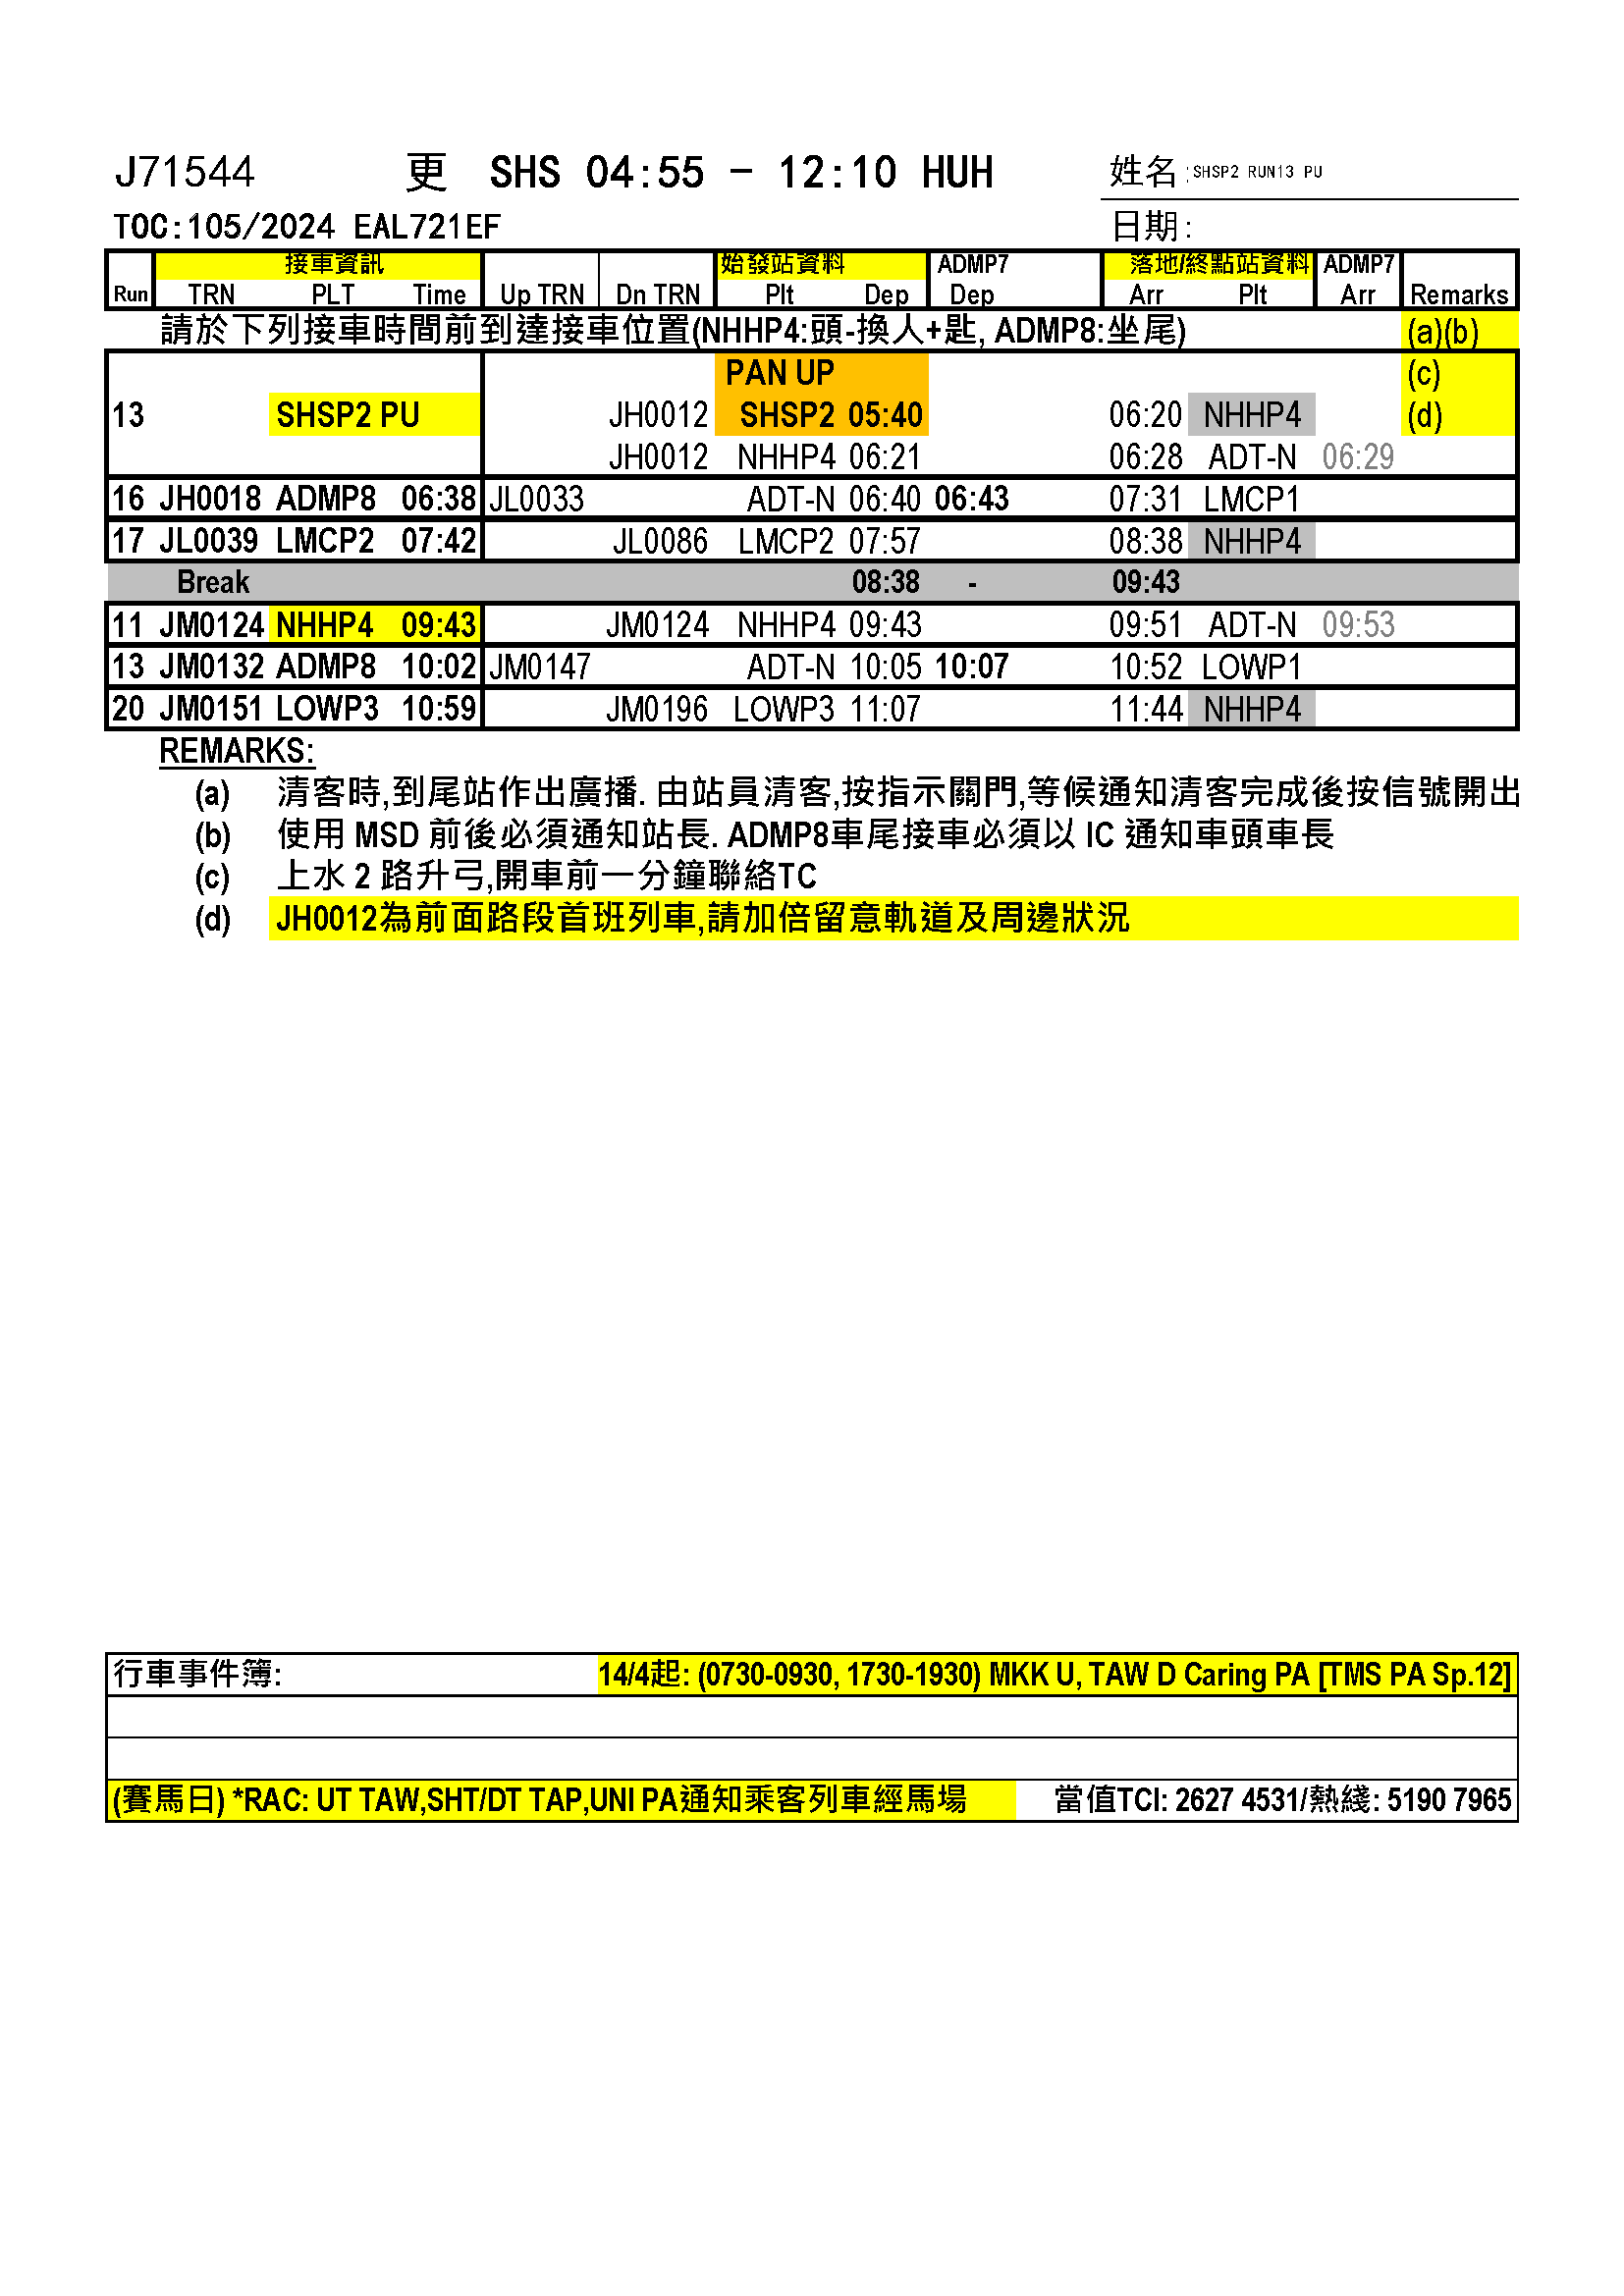 J71544 更 SHS 04:55 - 12:10 HUH 姓名:SHSP2 RUN13 PU
TOC:105/2024 EAL721EF 日期:
接車資訊 始發站資料 ADMP7 落地/終點站資料 ADMP7
Run TRN PLT Time Up TRN Dn TRN Plt Dep Dep Arr Plt Arr Remarks
請於下列接車時間前到達接車位置(NHHP4:頭-換人+匙, ADMP8:坐尾) (a)(b)
PAN UP (c)
13 SHSP2 PU JH0012 SHSP2 05:40 06:20 NHHP4 (d)
JH0012 NHHP4 06:21 06:28 ADT-N 06:29
16 JH0018 ADMP8 06:38 JL0033 ADT-N 06:40 06:43 07:31 LMCP1
17 JL0039 LMCP2 07:42 JL0086 LMCP2 07:57 08:38 NHHP4
Break 08:38 - 09:43
11 JM0124 NHHP4 09:43 JM0124 NHHP4 09:43 09:51 ADT-N 09:53
13 JM0132 ADMP8 10:02 JM0147 ADT-N 10:05 10:07 10:52 LOWP1
20 JM0151 LOWP3 10:59 JM0196 LOWP3 11:07 11:44 NHHP4
REMARKS:
(a) 清客時,到尾站作出廣播. 由站員清客,按指示關門,等候通知清客完成後按信號開出
(b) 使用 MSD 前後必須通知站長. ADMP8車尾接車必須以 IC 通知車頭車長
(c) 上水 2 路升弓,開車前一分鐘聯絡TC
(d) JH0012為前面路段首班列車,請加倍留意軌道及周邊狀況
行車事件簿: 14/4起: (0730-0930, 1730-1930) MKK U, TAW D Caring PA [TMS PA Sp.12]
(賽馬日) *RAC: UT TAW,SHT/DT TAP,UNI PA通知乘客列車經馬場 當值TCI: 2627 4531/熱綫: 5190 7965